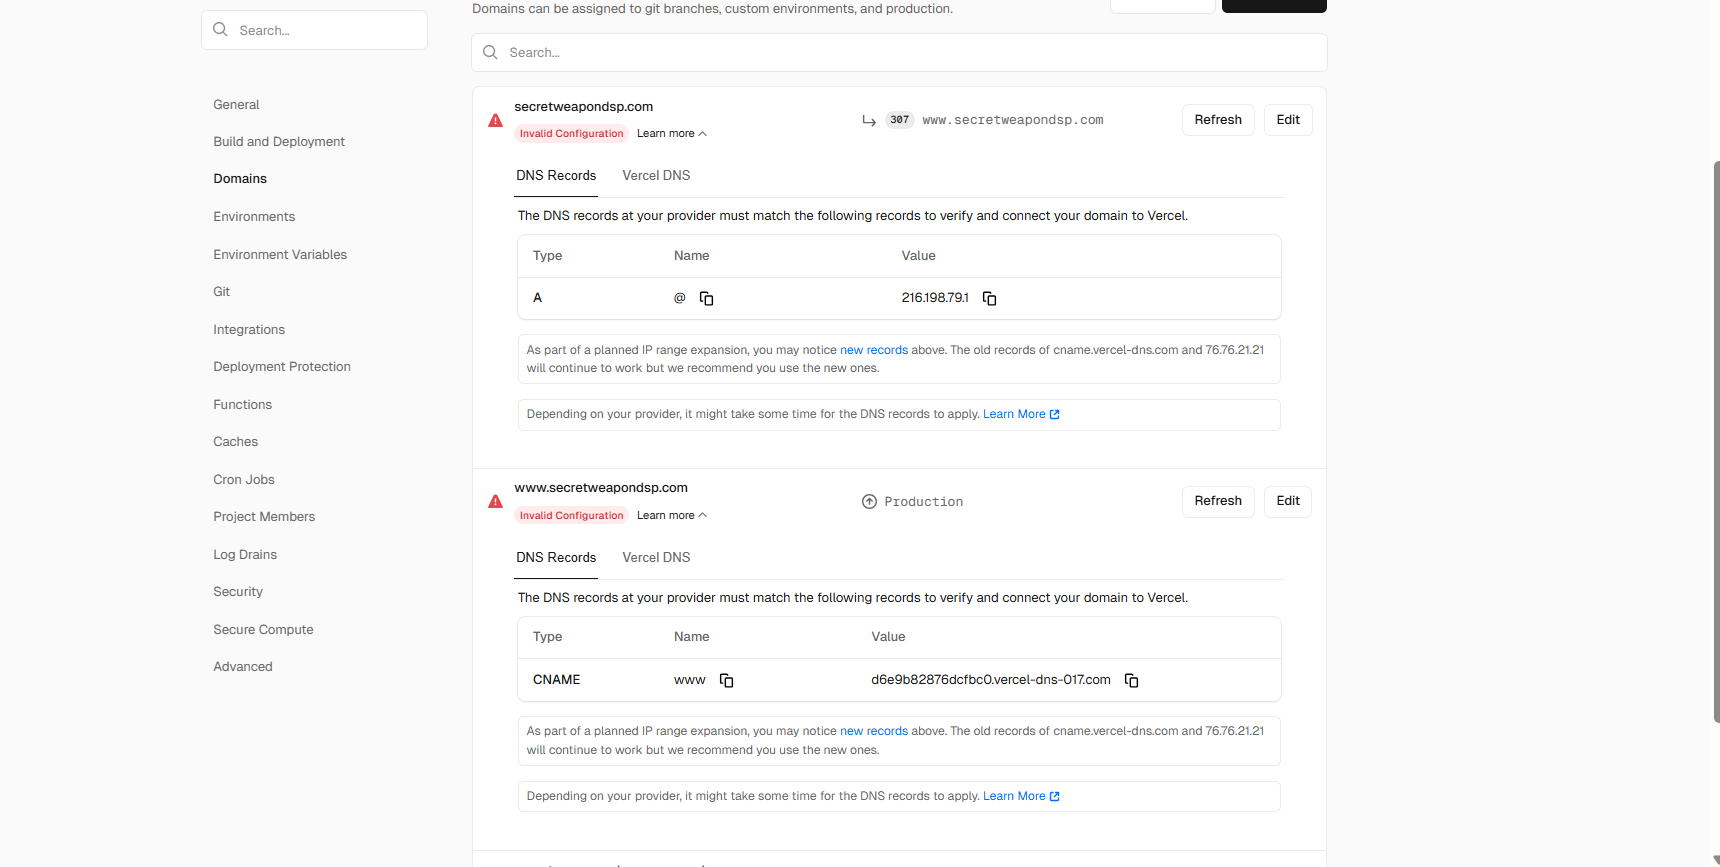 Domains can be assigned to git branches, custom environments, and production.
Search...
Search...
General
Build and Deployment
Domains
Environments
Environment Variables
Git
Integrations
Deployment Protection
Functions
Caches
Cron Jobs
Project Members
Log Drains
Security
Secure Compute
Advanced
secretweapondsp.com
Invalid Configuration Learn more
307 www.secretweapondsp.com
Refresh Edit
DNS Records Vercel DNS
The DNS records at your provider must match the following records to verify and connect your domain to Vercel.
Type Name Value
A @ 216.198.79.1
As part of a planned IP range expansion, you may notice new records above. The old records of cname.vercel-dns.com and 76.76.21.21
will continue to work but we recommend you use the new ones.
Depending on your provider, it might take some time for the DNS records to apply. Learn More
www.secretweapondsp.com
Invalid Configuration Learn more
Production
Refresh Edit
DNS Records Vercel DNS
The DNS records at your provider must match the following records to verify and connect your domain to Vercel.
Type Name Value
CNAME www d6e9b82876dcfbc0.vercel-dns-017.com
As part of a planned IP range expansion, you may notice new records above. The old records of cname.vercel-dns.com and 76.76.21.21
will continue to work but we recommend you use the new ones.
Depending on your provider, it might take some time for the DNS records to apply. Learn More